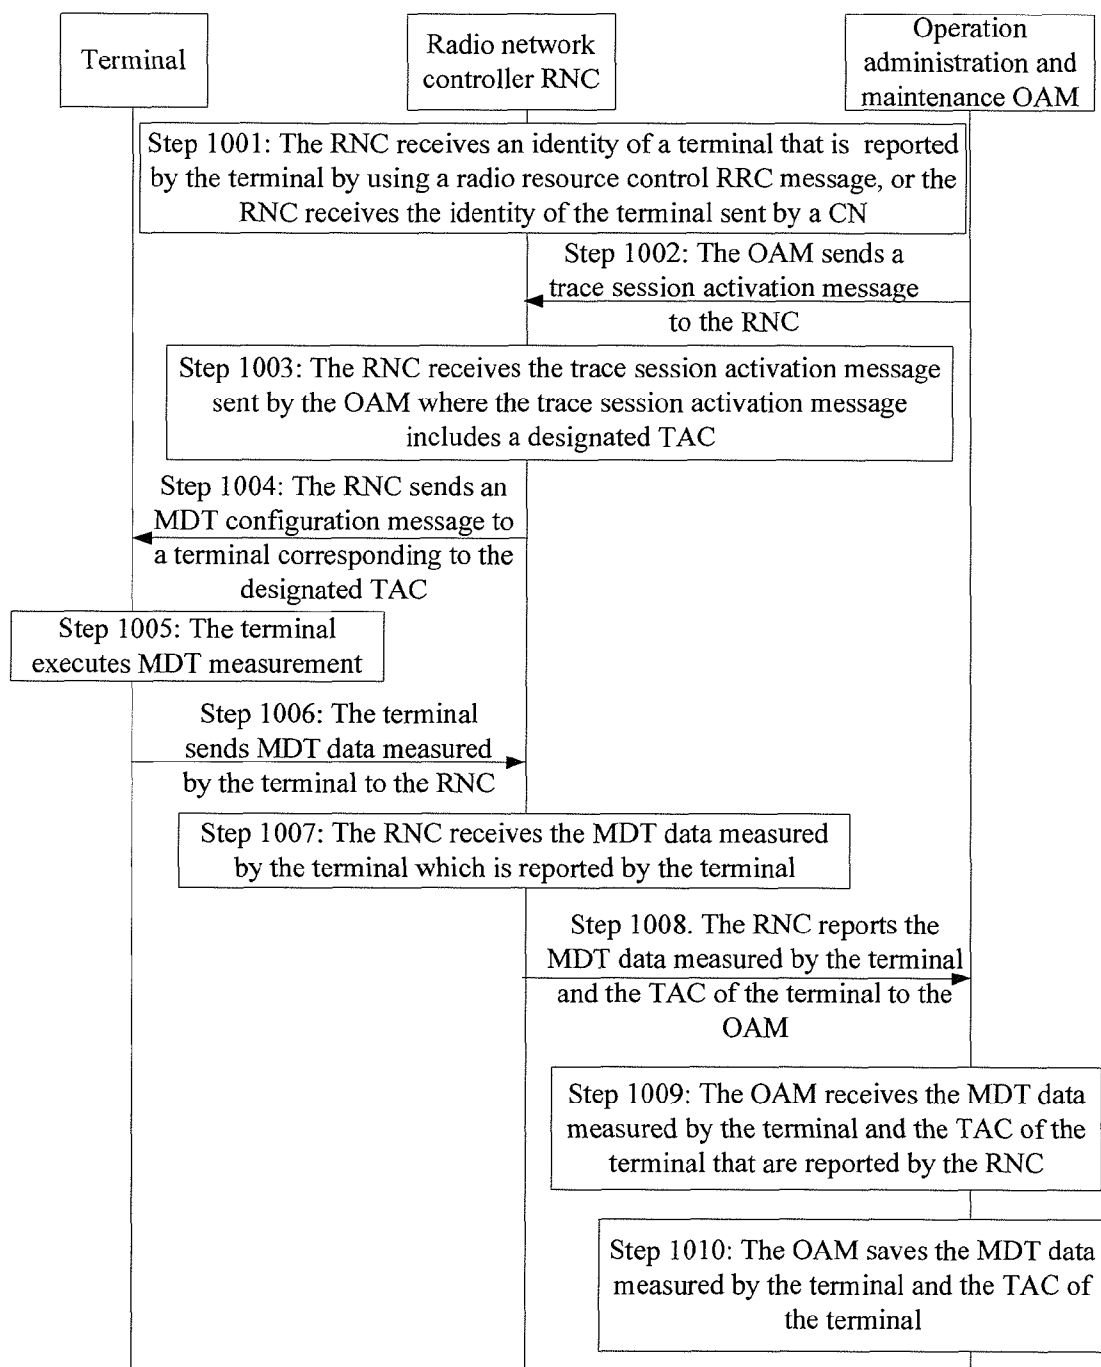 Terminal
Radio network
controller RNC
Operation
administration and
maintenance OAM
Step 1001: The RNC receives an identity of a terminal that is reported
by the terminal by using a radio resource control RRC message, or the
RNC receives the identity of the terminal sent by a CN
Step 1002: The OAM sends a
trace session activation message
to the RNC
Step 1003: The RNC receives the trace session activation message
sent by the OAM where the trace session activation message
includes a designated TAC
Step 1004: The RNC sends an
MDT configuration message to
a terminal corresponding to the
designated TAC
Step 1005: The terminal
executes MDT measurement
Step 1006: The terminal
sends MDT data measured
by the terminal to the RNC
Step 1007: The RNC receives the MDT data measured
by the terminal which is reported by the terminal
Step 1008. The RNC reports the
MDT data measured by the terminal
and the TAC of the terminal to the
OAM
Step 1009: The OAM receives the MDT data
measured by the terminal and the TAC of the
terminal that are reported by the RNC
Step 1010: The OAM saves the MDT data
measured by the terminal and the TAC of
the terminal